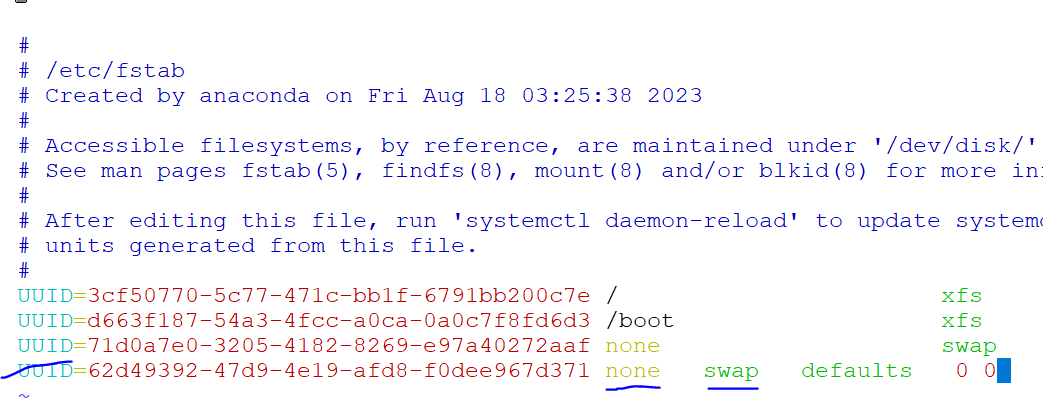 #
# /etc/fstab
# Created by anaconda on Fri Aug 18 03:25:38 2023
#
# Accessible filesystems, by reference, are maintained under '/dev/disk/'
# See man pages fstab(5), findfs(8), mount(8) and/or blkid(8) for more
#
# After editing this file, run 'systemctl daemon-reload' to update
# units generated from this file.
#
UUID=3cf50770-5c77-471c-bb1f-6791bb200c7e / xfs
UUID=d663f187-54a3-4fcc-a0ca-0a0c7f8fd6d3 /boot xfs
UUID=71d0a7e0-3205-4182-8269-e97a40272aaf none swap
UUID=62d49392-47d9-4e19-afd8-f0dee967d371 none swap defaults 0 0
~